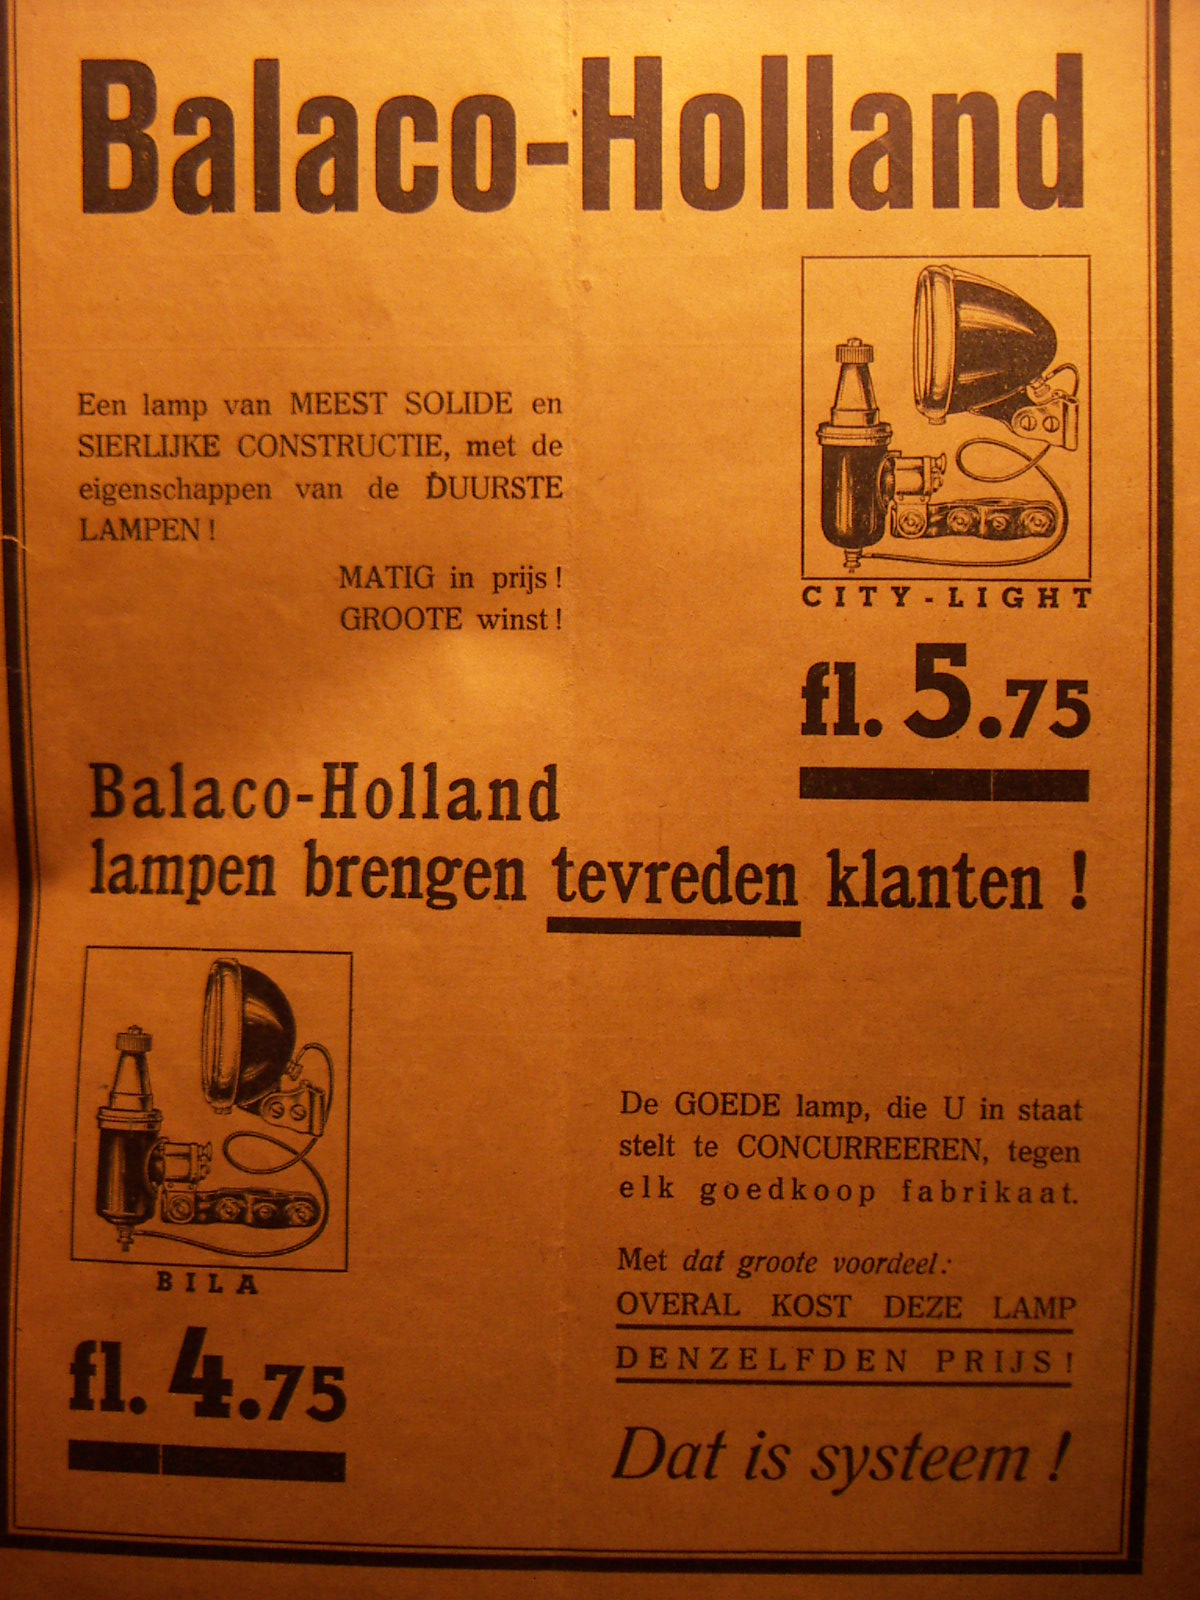 Balaco-Holland
Een lamp van MEEST SOLIDE en
SIERLIJKE CONSTRUCTIE, met de
eigenschappen van de DUURSTE
LAMPEN !
MATIG in prijs !
GROOTE winst !
CITY-LIGHT
fl. 5.75
Balaco-Holland
lampen brengen tevreden klanten !
BILA
fl. 4.75
De GOEDE lamp, die U in staat
stelt te CONCURREEREN, tegen
elk goedkoop fabrikaat.
Met dat groote voordeel:
OVERAL KOST DEZE LAMP
DENZELFDEN PRIJS !
Dat is systeem !